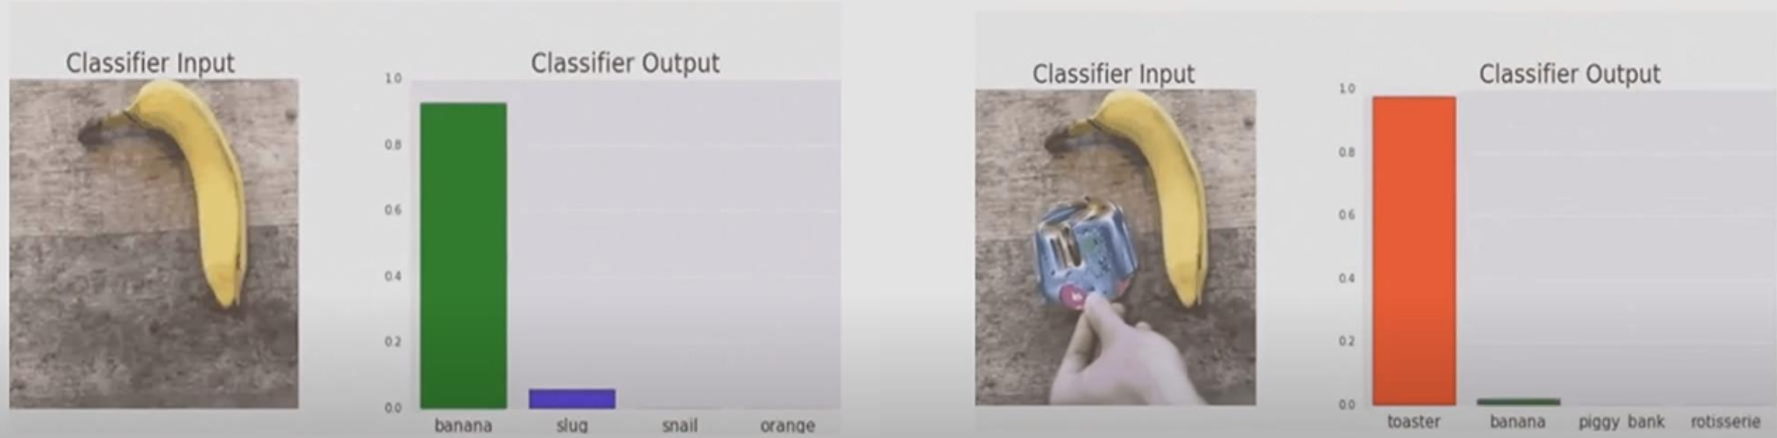 Classifier Input
Classifier Output
1.0
0.8
0.6
0.4
0.2
0.0
banana slug snail orange
Classifier Input
Classifier Output
1.0
0.8
0.6
0.4
0.2
0.0
toaster banana piggy bank rotisserie